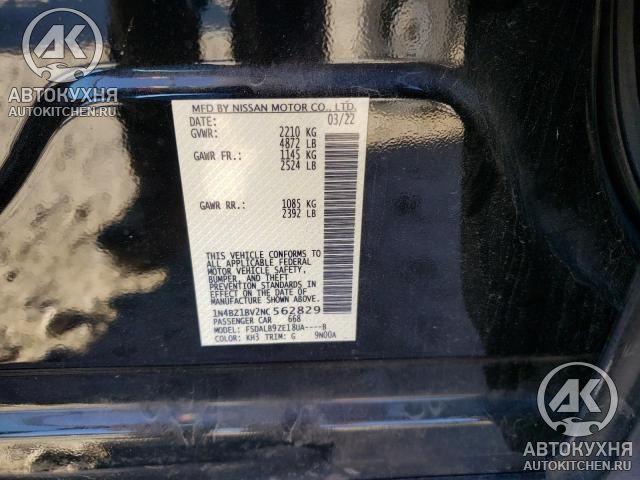 АВТОКУХНЯ
AUTOKITCHEN.RU
MFD BY NISSAN MOTOR CO., LTD.
DATE: 03/22
GVWR: 2210 KG
4872 LB
GAWR FR: 1145 KG
2524 LB
GAWR RR: 1085 KG
2392 LB
THIS VEHICLE CONFORMS TO
ALL APPLICABLE FEDERAL
MOTOR VEHICLE SAFETY,
BUMPER, AND THEFT
PREVENTION STANDARDS IN
EFFECT ON THE DATE OF
MANUFACTURE SHOWN ABOVE.
1N4BZ1BV2NC562829
PASSENGER CAR 668
MODEL: FSDALB9ZE18UA----B
COLOR: KH3 TRIM: G 9N00A
АК
АВТОКУХНЯ
AUTOKITCHEN.RU